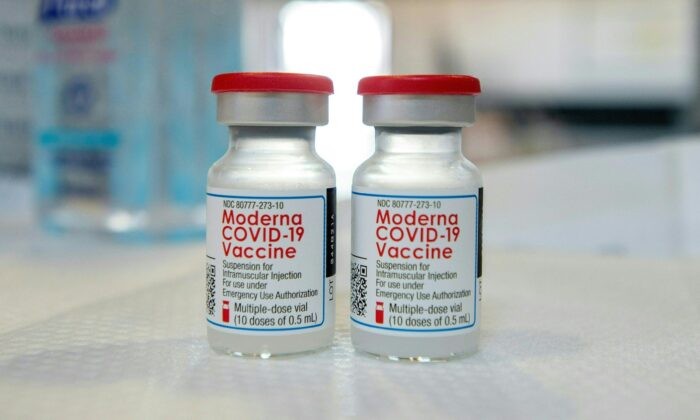 NDC 80777-273-10
Moderna
COVID-19
Vaccine
Suspension for
Intramuscular Injection
For use under
Emergency Use Authorization
Multiple-dose vial
(10 doses of 0.5 mL)
LOT
NDC 80777-273-10
Moderna
COVID-19
Vaccine
Suspension for
Intramuscular Injection
For use under
Emergency Use Authorization
Multiple-dose vial
(10 doses of 0.5 mL)
LOT